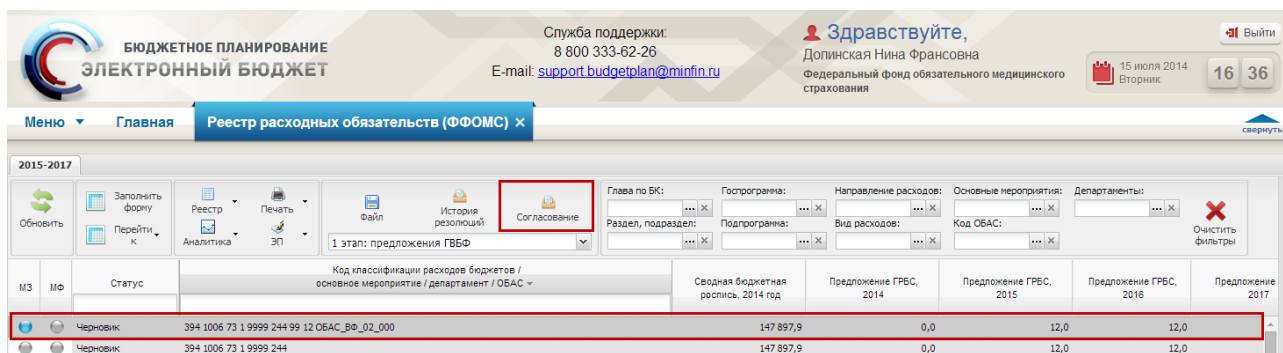 БЮДЖЕТНОЕ ПЛАНИРОВАНИЕ
ЭЛЕКТРОННЫЙ БЮДЖЕТ
Служба поддержки:
8 800 333-62-26
E-mail: support.budgetplan@minfin.ru
Здравствуйте,
Допинская Нина Франсовна
Федеральный фонд обязательного медицинского
страхования
Выйти
15 июля 2014
Вторник
16 36
Меню Главная Реестр расходных обязательств (ФФОМС) ×
свернуть
2015-2017
Обновить
Заполнить
форму
Перейти
к
Реестр
Аналитика
Печать
ЭП
Файл
История
резолюций
Согласование
1 этап: предложения ГВБФ
Глава по БК: Госпрограмма: Направление расходов: Основные мероприятия: Департаменты:
Раздел, подраздел: Подпрограмма: Вид расходов: Код ОБАС:
Очистить
фильтры
МЗ МФ Статус
Код классификации расходов бюджетов /
основное мероприятие / департамент / ОБАС
Сводная бюджетная
роспись, 2014 год
Предложение ГРБС,
2014
Предложение ГРБС,
2015
Предложение ГРБС,
2016
Предложение
2017
Черновик 394 1006 73 1 9999 244 99 12 ОБАС_ВФ_02_000 147 897,9 0,0 12,0 12,0
Черновик 394 1006 73 1 9999 244 147 897,9 0,0 12,0 12,0